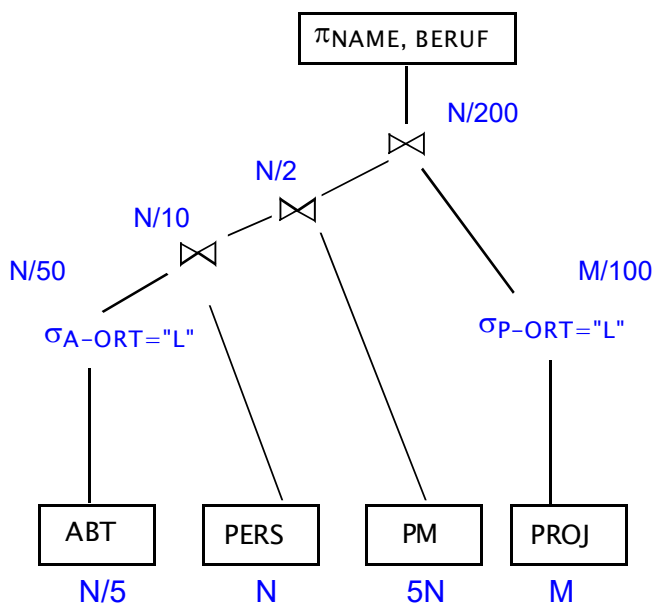 πNAME, BERUF
N/200
N/2
N/10
N/50
M/100
σA-ORT="L"
σP-ORT="L"
ABT
PERS
PM
PROJ
N/5
N
5N
M